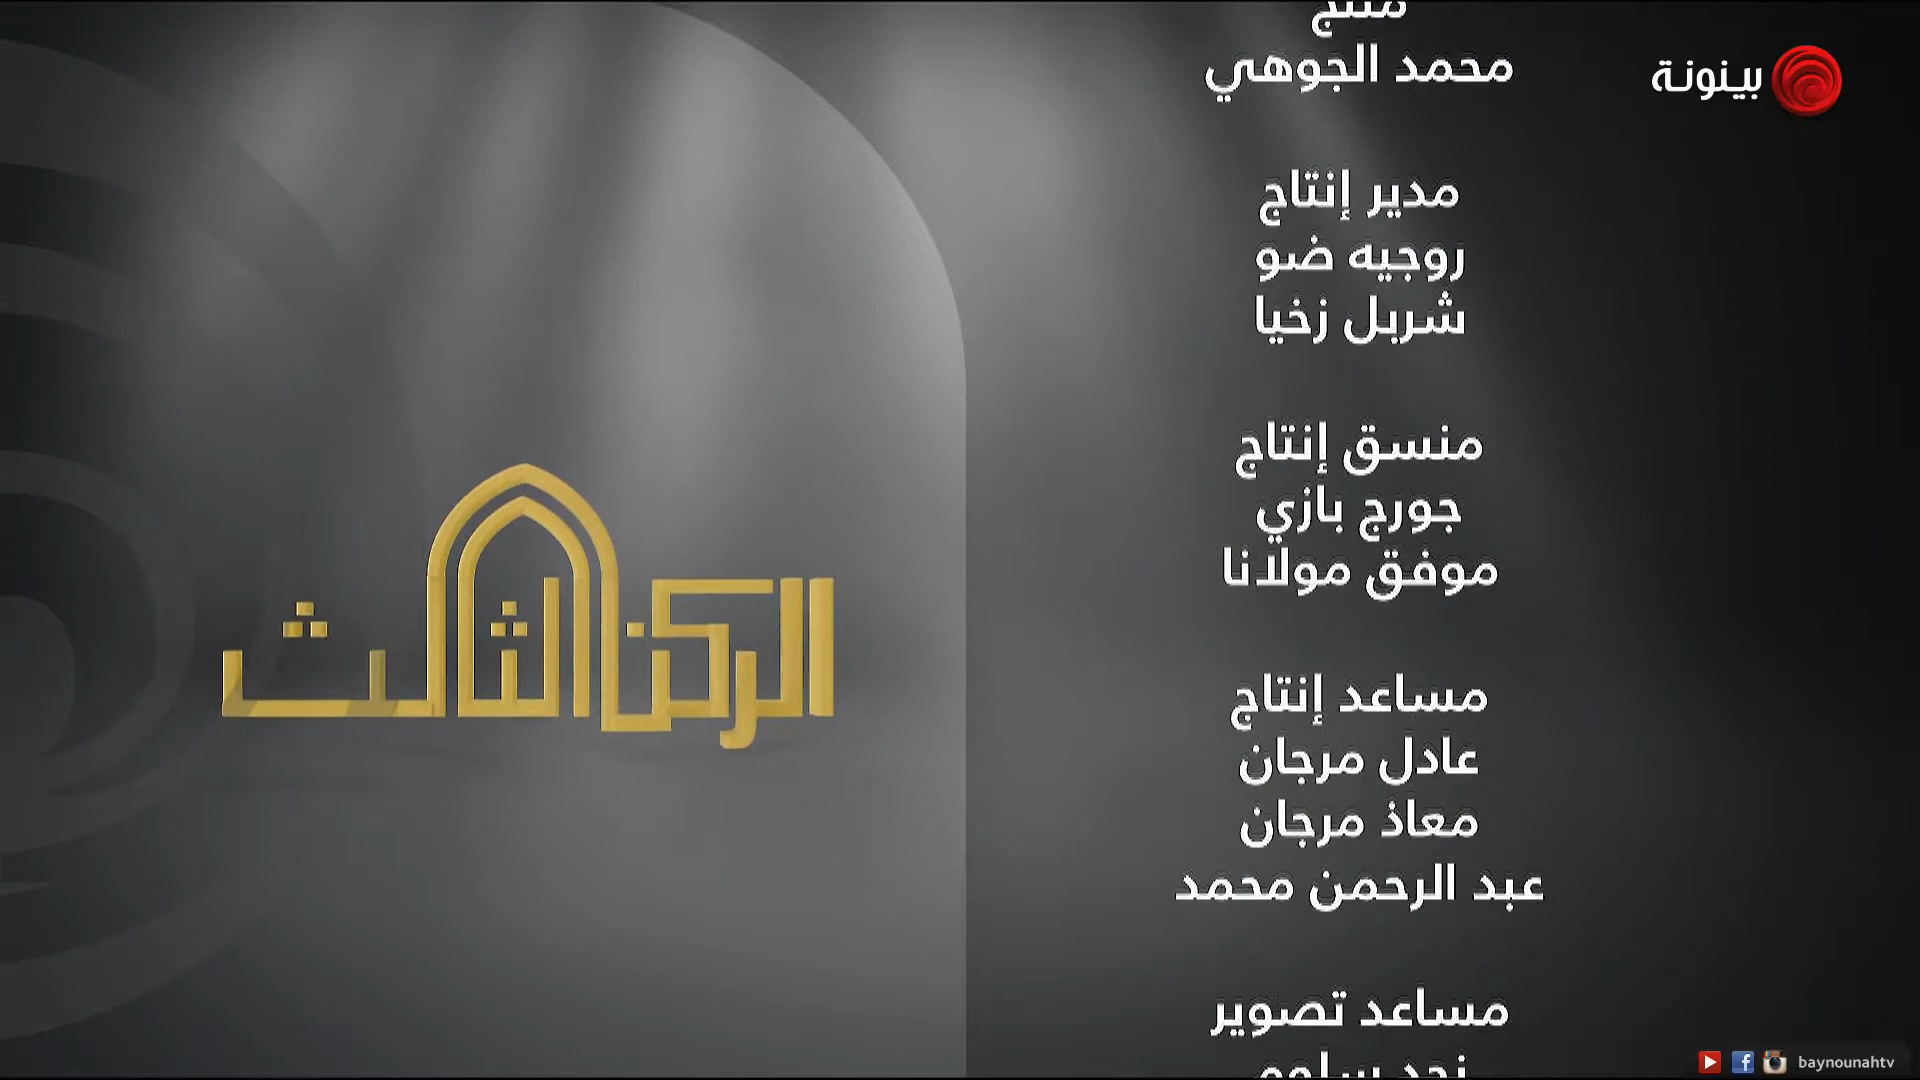 منتج
محمد الجوهي
بينونة
مدير إنتاج
روجيه ضو
شربل زخيا
منسق إنتاج
جورج بازي
موفق مولانا
الركن الثالث
مساعد إنتاج
عادل مرجان
معاذ مرجان
عبد الرحمن محمد
مساعد تصوير
baynounahtv